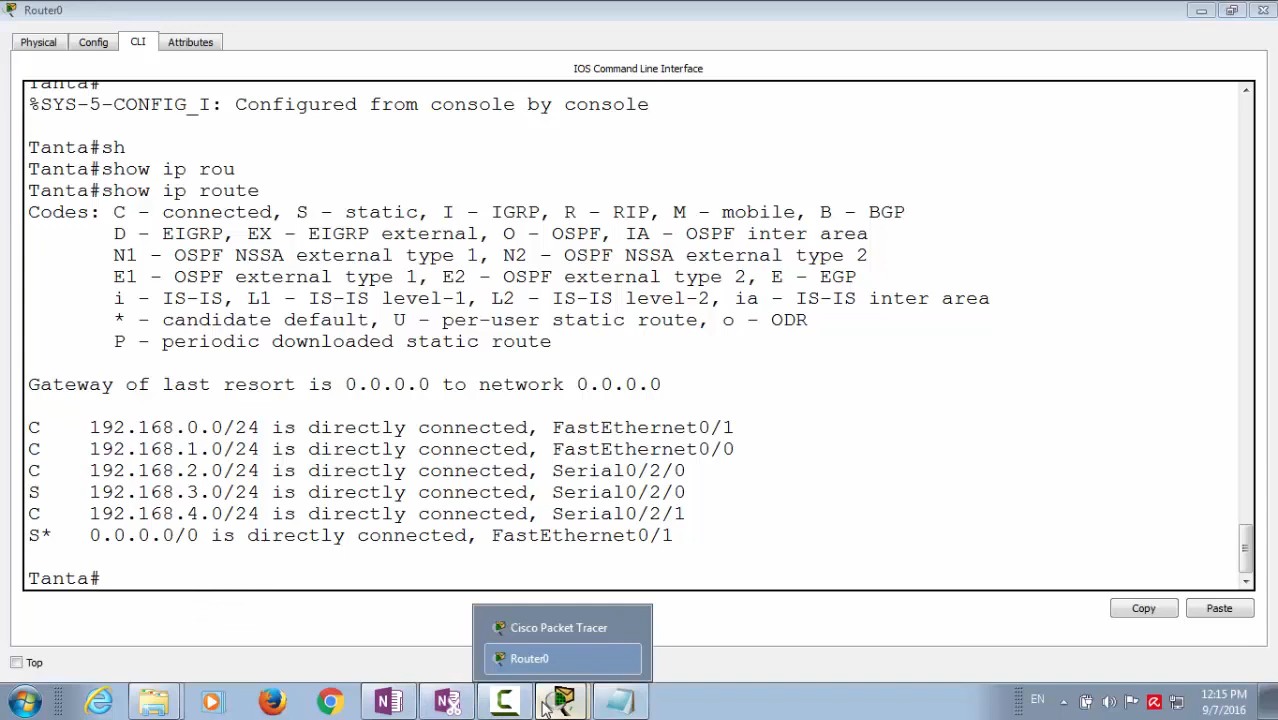 Router0
Physical
Config
CLI
Attributes
IOS Command Line Interface
Tanta#
%SYS-5-CONFIG_I: Configured from console by console
Tanta#sh
Tanta#show ip rou
Tanta#show ip route
Codes: C - connected, S - static, I - IGRP, R - RIP, M - mobile, B - BGP
D - EIGRP, EX - EIGRP external, O - OSPF, IA - OSPF inter area
N1 - OSPF NSSA external type 1, N2 - OSPF NSSA external type 2
E1 - OSPF external type 1, E2 - OSPF external type 2, E - EGP
i - IS-IS, L1 - IS-IS level-1, L2 - IS-IS level-2, ia - IS-IS inter area
* - candidate default, U - per-user static route, o - ODR
P - periodic downloaded static route
Gateway of last resort is 0.0.0.0 to network 0.0.0.0
C 192.168.0.0/24 is directly connected, FastEthernet0/1
C 192.168.1.0/24 is directly connected, FastEthernet0/0
C 192.168.2.0/24 is directly connected, Serial0/2/0
S 192.168.3.0/24 is directly connected, Serial0/2/0
C 192.168.4.0/24 is directly connected, Serial0/2/1
S* 0.0.0.0/0 is directly connected, FastEthernet0/1
Tanta#
Copy
Paste
Cisco Packet Tracer
Router0
Top
EN
12:15 PM
9/7/2016